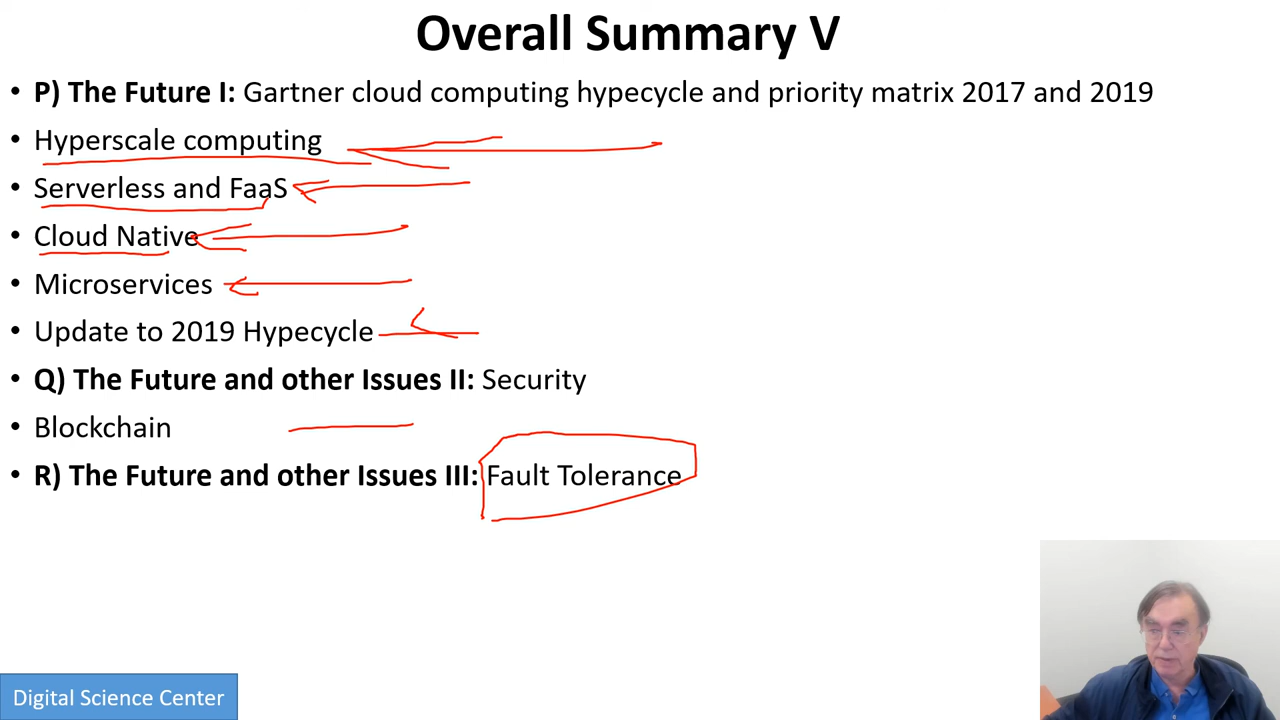 Overall Summary V
• P) The Future I: Gartner cloud computing hypecycle and priority matrix 2017 and 2019
• Hyperscale computing
• Serverless and FaaS
• Cloud Native
• Microservices
• Update to 2019 Hypecycle
• Q) The Future and other Issues II: Security
• Blockchain
• R) The Future and other Issues III: Fault Tolerance
Digital Science Center